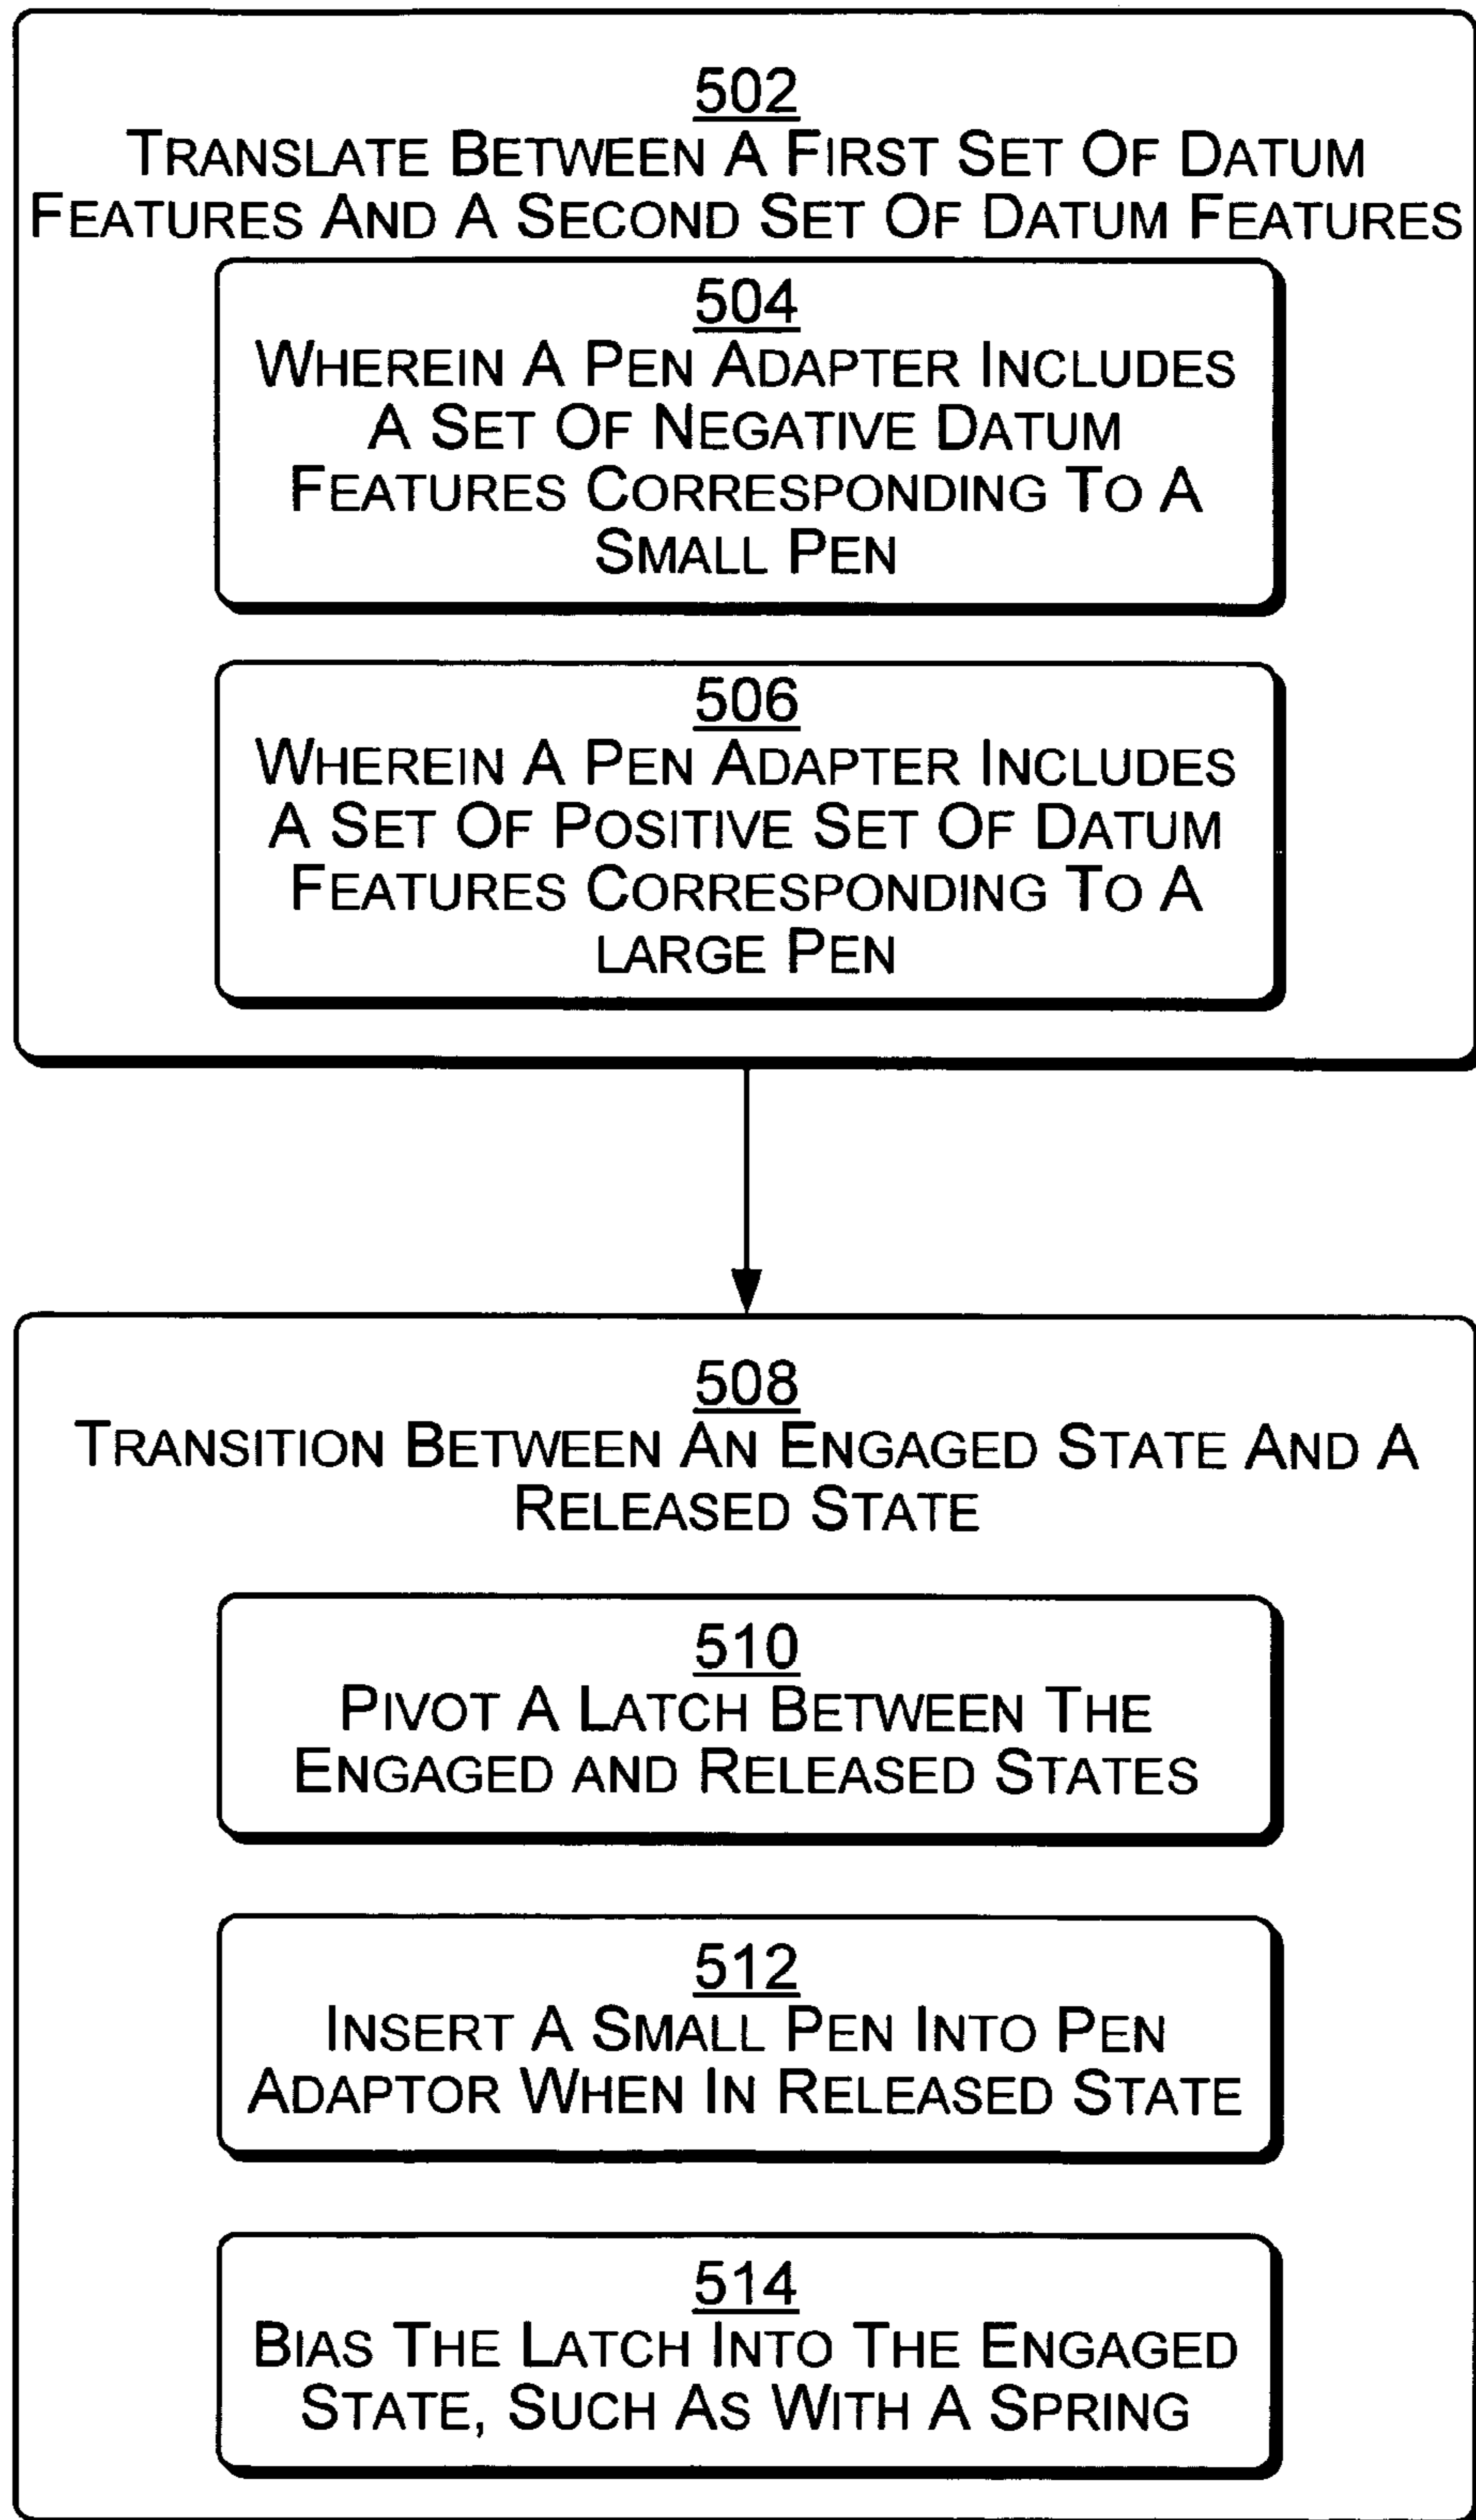 502
TRANSLATE BETWEEN A FIRST SET OF DATUM
FEATURES AND A SECOND SET OF DATUM FEATURES
504
WHEREIN A PEN ADAPTER INCLUDES
A SET OF NEGATIVE DATUM
FEATURES CORRESPONDING TO A
SMALL PEN
506
WHEREIN A PEN ADAPTER INCLUDES
A SET OF POSITIVE SET OF DATUM
FEATURES CORRESPONDING TO A
LARGE PEN
508
TRANSITION BETWEEN AN ENGAGED STATE AND A
RELEASED STATE
510
PIVOT A LATCH BETWEEN THE
ENGAGED AND RELEASED STATES
512
INSERT A SMALL PEN INTO PEN
ADAPTOR WHEN IN RELEASED STATE
514
BIAS THE LATCH INTO THE ENGAGED
STATE, SUCH AS WITH A SPRING